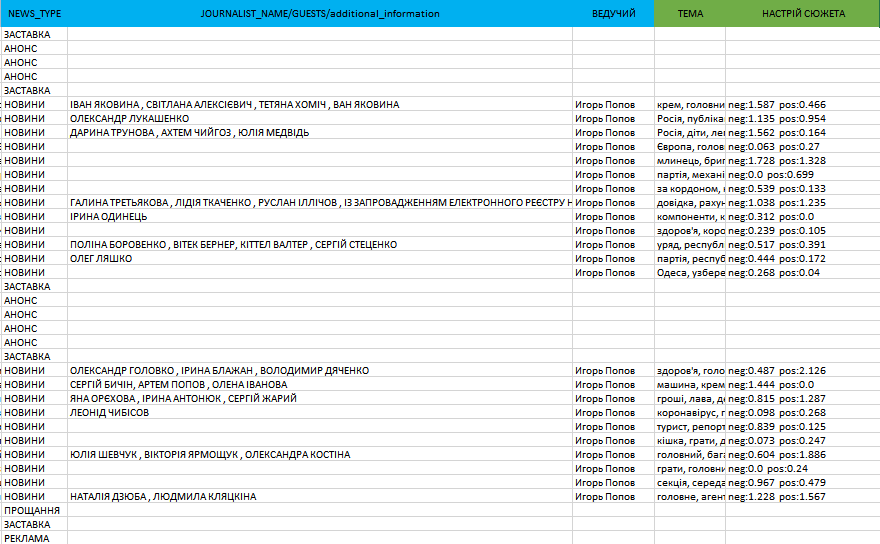 NEWS_TYPE JOURNALIST_NAME/GUESTS/additional_information ВЕДУЧИЙ ТЕМА НАСТРІЙ СЮЖЕТА
ЗАСТАВКА
АНОНС
АНОНС
АНОНС
ЗАСТАВКА
НОВИНИ ІВАН ЯКОВИНА , СВІТЛАНА АЛЕКСІЄВИЧ , ТЕТЯНА ХОМІЧ , ВАН ЯКОВИНА Игорь Попов крем, головни neg:1.587 pos:0.466
НОВИНИ ОЛЕКСАНДР ЛУКАШЕНКО Игорь Попов Росія, публіка neg:1.135 pos:0.954
НОВИНИ ДАРИНА ТРУНОВА , АХТЕМ ЧИЙГОЗ , ЮЛІЯ МЕДВІДЬ Игорь Попов Росія, діти, ле neg:1.562 pos:0.164
НОВИНИ Игорь Попов Європа, голов neg:0.063 pos:0.27
НОВИНИ Игорь Попов млинець, бриг neg:1.728 pos:1.328
НОВИНИ Игорь Попов партія, механі neg:0.0 pos:0.699
НОВИНИ Игорь Попов за кордоном, neg:0.539 pos:0.133
НОВИНИ ГАЛИНА ТРЕТЬЯКОВА , ЛІДІЯ ТКАЧЕНКО , РУСЛАН ІЛЛІЧОВ , ІЗ ЗАПРОВАДЖЕННЯМ ЕЛЕКТРОННОГО РЕЄСТРУ Н Игорь Попов довідка, рахун neg:1.038 pos:1.235
НОВИНИ ІРИНА ОДИНЕЦЬ Игорь Попов компоненти, к neg:0.312 pos:0.0
НОВИНИ Игорь Попов здоров'я, коро neg:0.239 pos:0.105
НОВИНИ ПОЛІНА БОРОВЕНКО , ВІТЕК БЕРНЕР, КІТТЕЛ ВАЛТЕР , СЕРГІЙ СТЕЦЕНКО Игорь Попов уряд, республ neg:0.517 pos:0.391
НОВИНИ ОЛЕГ ЛЯШКО Игорь Попов партія, респуб neg:0.444 pos:0.172
НОВИНИ Игорь Попов Одеса, узбере neg:0.268 pos:0.04
ЗАСТАВКА
АНОНС
АНОНС
АНОНС
АНОНС
ЗАСТАВКА
НОВИНИ ОЛЕКСАНДР ГОЛОВКО , ІРИНА БЛАЖАН , ВОЛОДИМИР ДЯЧЕНКО Игорь Попов здоров'я, голо neg:0.487 pos:2.126
НОВИНИ СЕРГІЙ БИЧІН, АРТЕМ ПОПОВ , ОЛЕНА ІВАНОВА Игорь Попов машина, крем neg:1.444 pos:0.0
НОВИНИ ЯНА ОРЄХОВА , ІРИНА АНТОНЮК , СЕРГІЙ ЖАРИЙ Игорь Попов гроші, лава, д neg:0.815 pos:1.287
НОВИНИ ЛЕОНІД ЧИБІСОВ Игорь Попов коронавірус, г neg:0.098 pos:0.268
НОВИНИ Игорь Попов турист, репорт neg:0.839 pos:0.125
НОВИНИ Игорь Попов кішка, грати, д neg:0.073 pos:0.247
НОВИНИ ЮЛІЯ ШЕВЧУК , ВІКТОРІЯ ЯРМОЩУК , ОЛЕКСАНДРА КОСТІНА Игорь Попов головний, бага neg:0.604 pos:1.886
НОВИНИ Игорь Попов грати, головни neg:0.0 pos:0.24
НОВИНИ Игорь Попов секція, середа neg:0.967 pos:0.479
НОВИНИ НАТАЛІЯ ДЗЮБА , ЛЮДМИЛА КЛЯЦКІНА Игорь Попов головне, агент neg:1.228 pos:1.567
ПРОЩАННЯ
ЗАСТАВКА
РЕКЛАМА